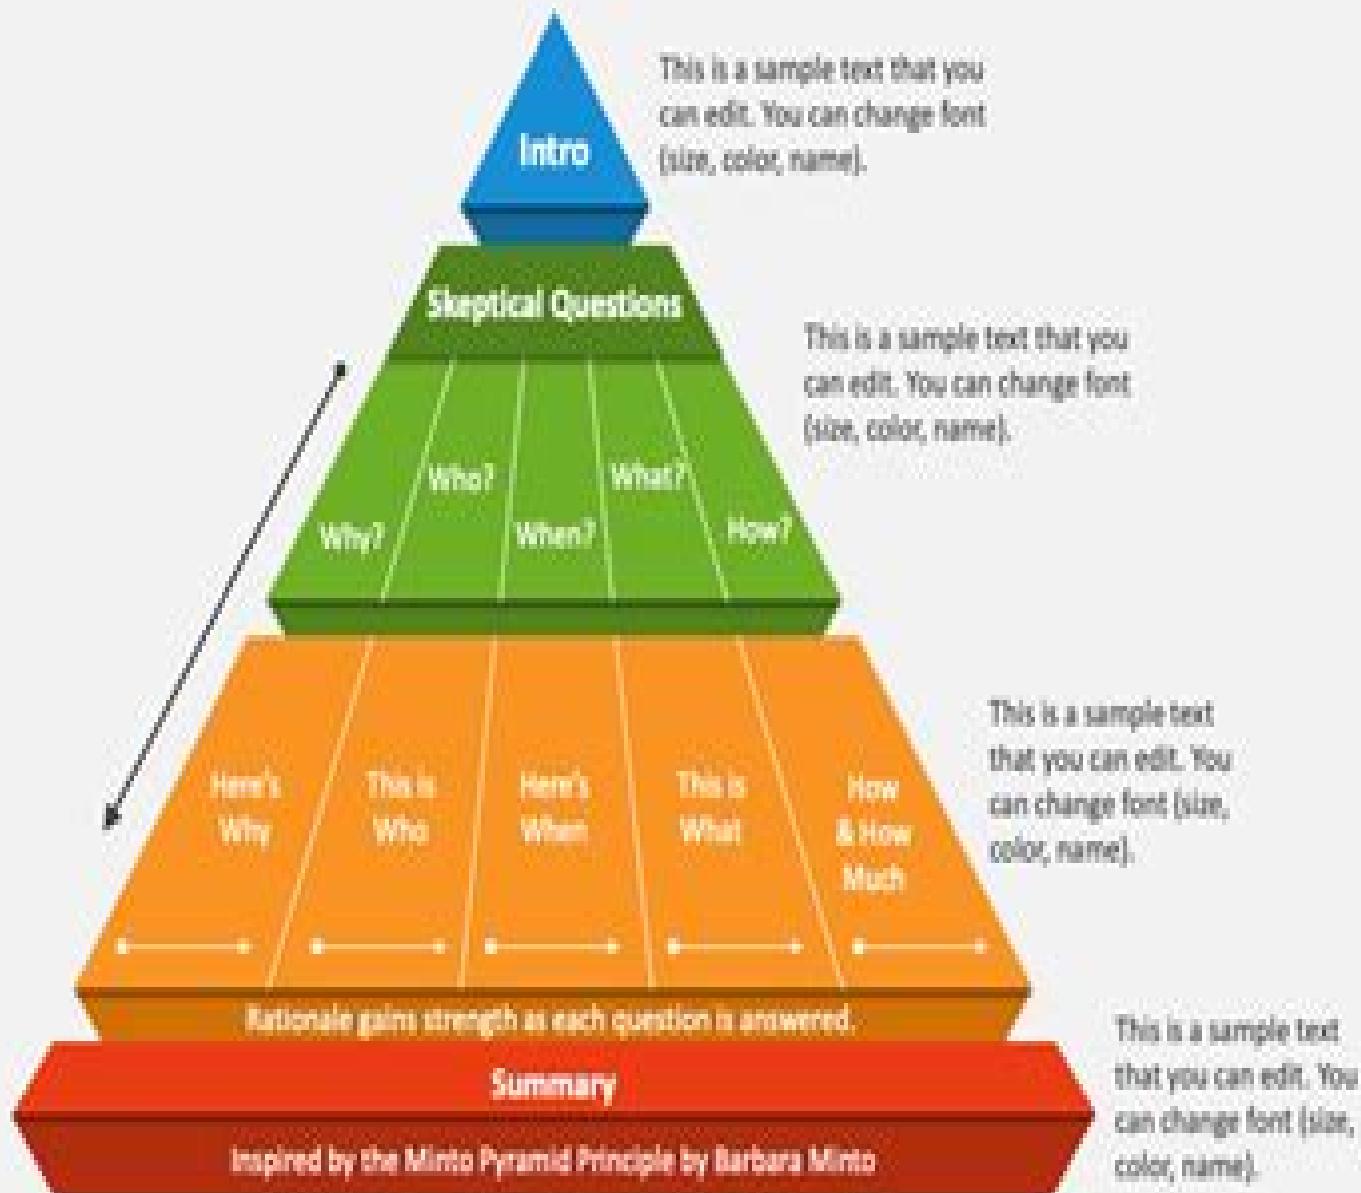 This is a sample text that you
can edit. You can change font
(size, color, name).
Intro
Skeptical Questions
This is a sample text that you
can edit. You can change font
(size, color, name).
Why?
Who?
When?
What?
How?
Here's
Why
This is
Who
Here's
When
This is
What
How
& How
Much
This is a sample text
that you can edit. You
can change font (size,
color, name).
Rationale gains strength as each question is answered.
Summary
Inspired by the Minto Pyramid Principle by Barbara Minto
This is a sample text
that you can edit. You
can change font (size,
color, name).